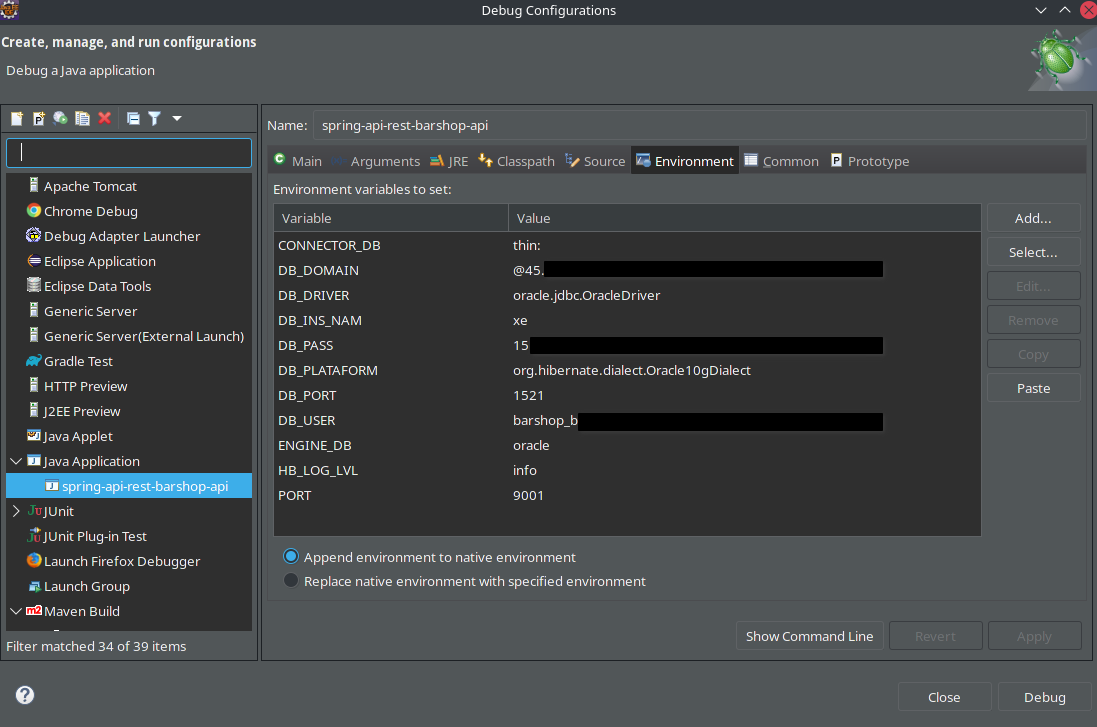 Debug Configurations
Create, manage, and run configurations
Debug a Java application
Name: spring-api-rest-barshop-api
Main Arguments JRE Classpath Source Environment Common Prototype
Apache Tomcat
Chrome Debug
Debug Adapter Launcher
Eclipse Application
Eclipse Data Tools
Generic Server
Generic Server(External Launch)
Gradle Test
HTTP Preview
J2EE Preview
Java Applet
Java Application
spring-api-rest-barshop-api
JUnit
JUnit Plug-in Test
Launch Firefox Debugger
Launch Group
Maven Build
Filter matched 34 of 39 items
Environment variables to set:
Variable Value
CONNECTOR_DB thin:
DB_DOMAIN @45.
DB_DRIVER oracle.jdbc.OracleDriver
DB_INS_NAM xe
DB_PASS 15
DB_PLATAFORM org.hibernate.dialect.Oracle10gDialect
DB_PORT 1521
DB_USER barshop_b
ENGINE_DB oracle
HB_LOG_LVL info
PORT 9001
Add...
Select...
Edit...
Remove
Copy
Paste
Append environment to native environment
Replace native environment with specified environment
Show Command Line Revert Apply
Close Debug